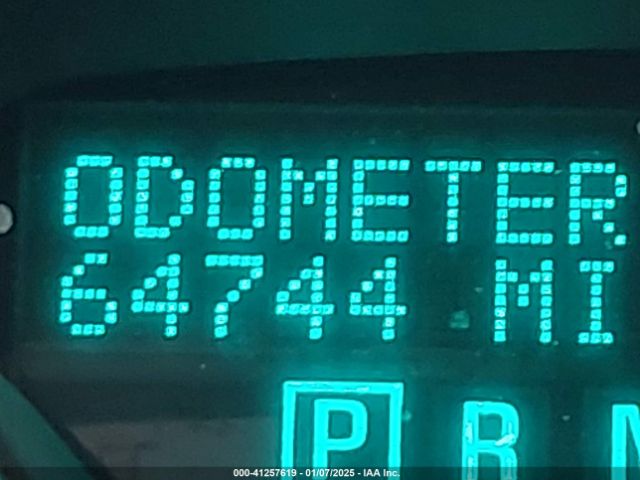 ODOMETER
64744 MI
P R N
000-41257619 - 01/07/2025 - IAA Inc.